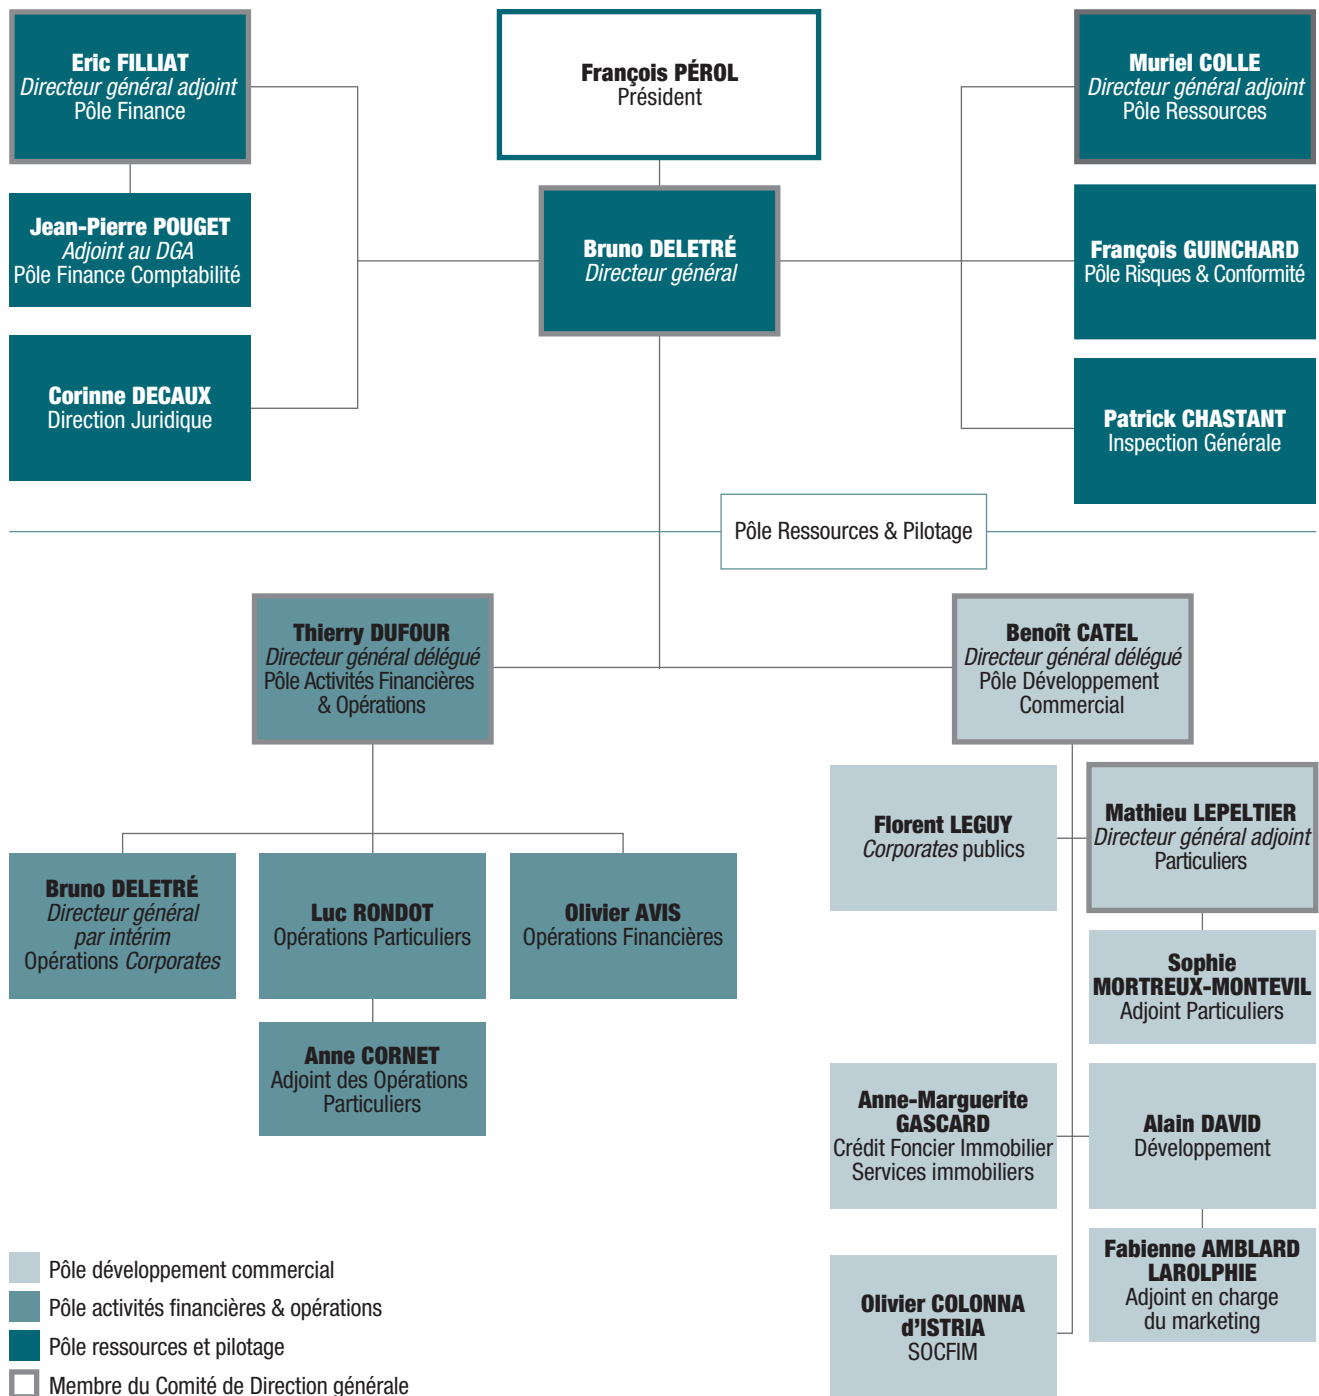 Eric FILLIAT
Directeur général adjoint
Pôle Finance
François PÉROL
Président
Muriel COLLE
Directeur général adjoint
Pôle Ressources
Jean-Pierre POUGET
Adjoint au DGA
Pôle Finance Comptabilité
Bruno DELETRÉ
Directeur général
François GUINCHARD
Pôle Risques & Conformité
Corinne DECAUX
Direction Juridique
Patrick CHASTANT
Inspection Générale
Pôle Ressources & Pilotage
Thierry DUFOUR
Directeur général délégué
Pôle Activités Financières
& Opérations
Benoît CATEL
Directeur général délégué
Pôle Développement
Commercial
Florent LEGUY
Corporates publics
Mathieu LEPELTIER
Directeur général adjoint
Particuliers
Bruno DELETRÉ
Directeur général
par intérim
Opérations Corporates
Luc RONDOT
Opérations Particuliers
Olivier AVIS
Opérations Financières
Sophie
MORTREUX-MONTEVIL
Adjoint Particuliers
Anne CORNET
Adjoint des Opérations
Particuliers
Anne-Marguerite
GASCARD
Crédit Foncier Immobilier
Services immobiliers
Alain DAVID
Développement
Fabienne AMBLARD
LAROLPHIE
Adjoint en charge
du marketing
Olivier COLONNA
d'ISTRIA
SOCFIM
Pôle développement commercial
Pôle activités financières & opérations
Pôle ressources et pilotage
Membre du Comité de Direction générale